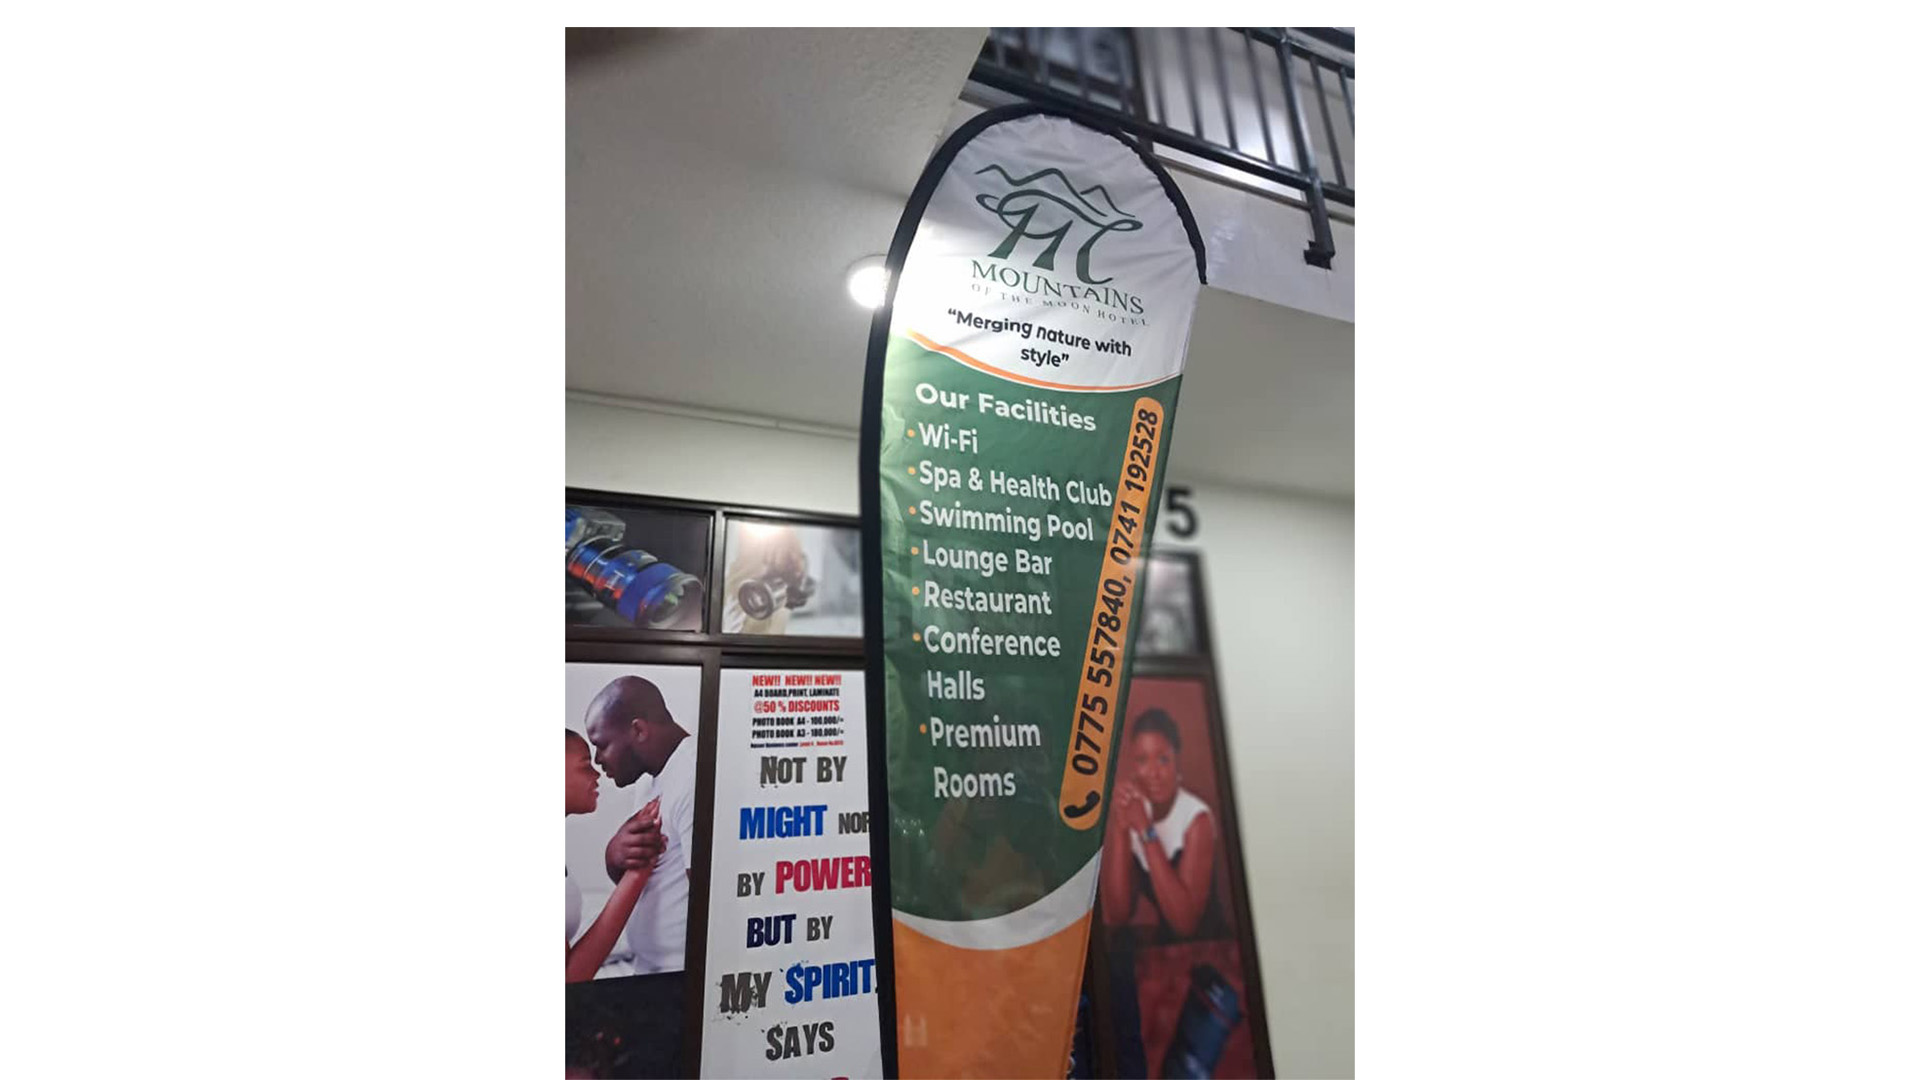 MOUNTAINS
OF THE MOON HOTEL
“Merging nature with
style”
Our Facilities
•Wi-Fi
•Spa & Health Club
•Swimming Pool
•Lounge Bar
•Restaurant
•Conference
Halls
•Premium
Rooms
0775 557840, 0741 192528
5
NEW!! NEW!! NEW!!
A4 BOARD,PRINT, LAMINATE
@50 % DISCOUNTS
PHOTO BOOK A4 - 100,000/=
PHOTO BOOK A3 - 180,000/=
NOT BY
MIGHT NOR
BY POWER
BUT BY
MY SPIRIT
SAYS